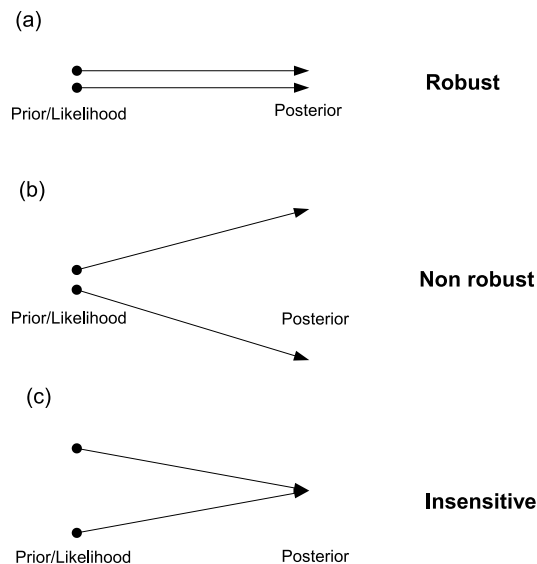 (a)
Robust
Prior/Likelihood Posterior
(b)
Non robust
Prior/Likelihood Posterior
(c)
Insensitive
Prior/Likelihood Posterior